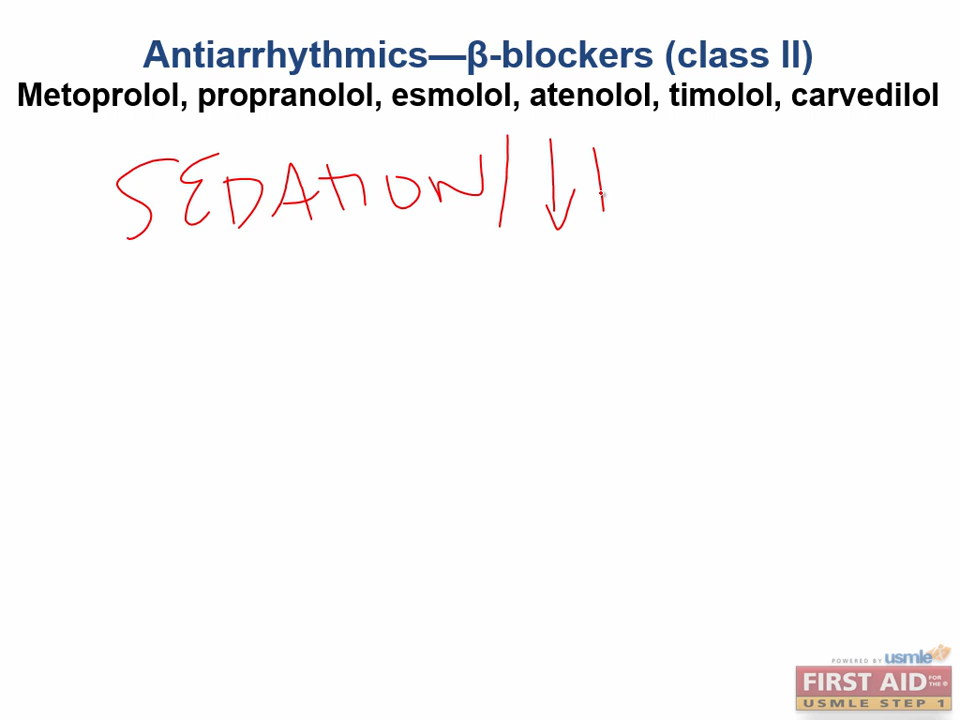 Antiarrhythmics—β-blockers (class II)
Metoprolol, propranolol, esmolol, atenolol, timolol, carvedilol
SEDATION / ↓
POWERED BY usmle Rx
FIRST AID FOR THE®
USMLE STEP 1